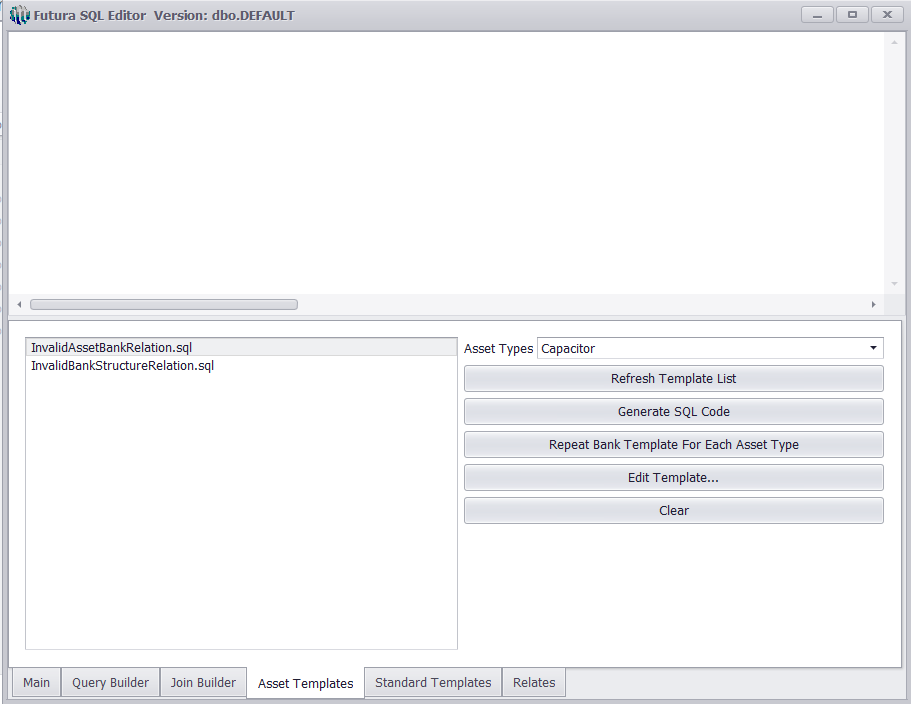 Futura SQL Editor Version: dbo.DEFAULT
InvalidAssetBankRelation.sql
InvalidBankStructureRelation.sql
Asset Types Capacitor
Refresh Template List
Generate SQL Code
Repeat Bank Template For Each Asset Type
Edit Template...
Clear
Main Query Builder Join Builder Asset Templates Standard Templates Relates